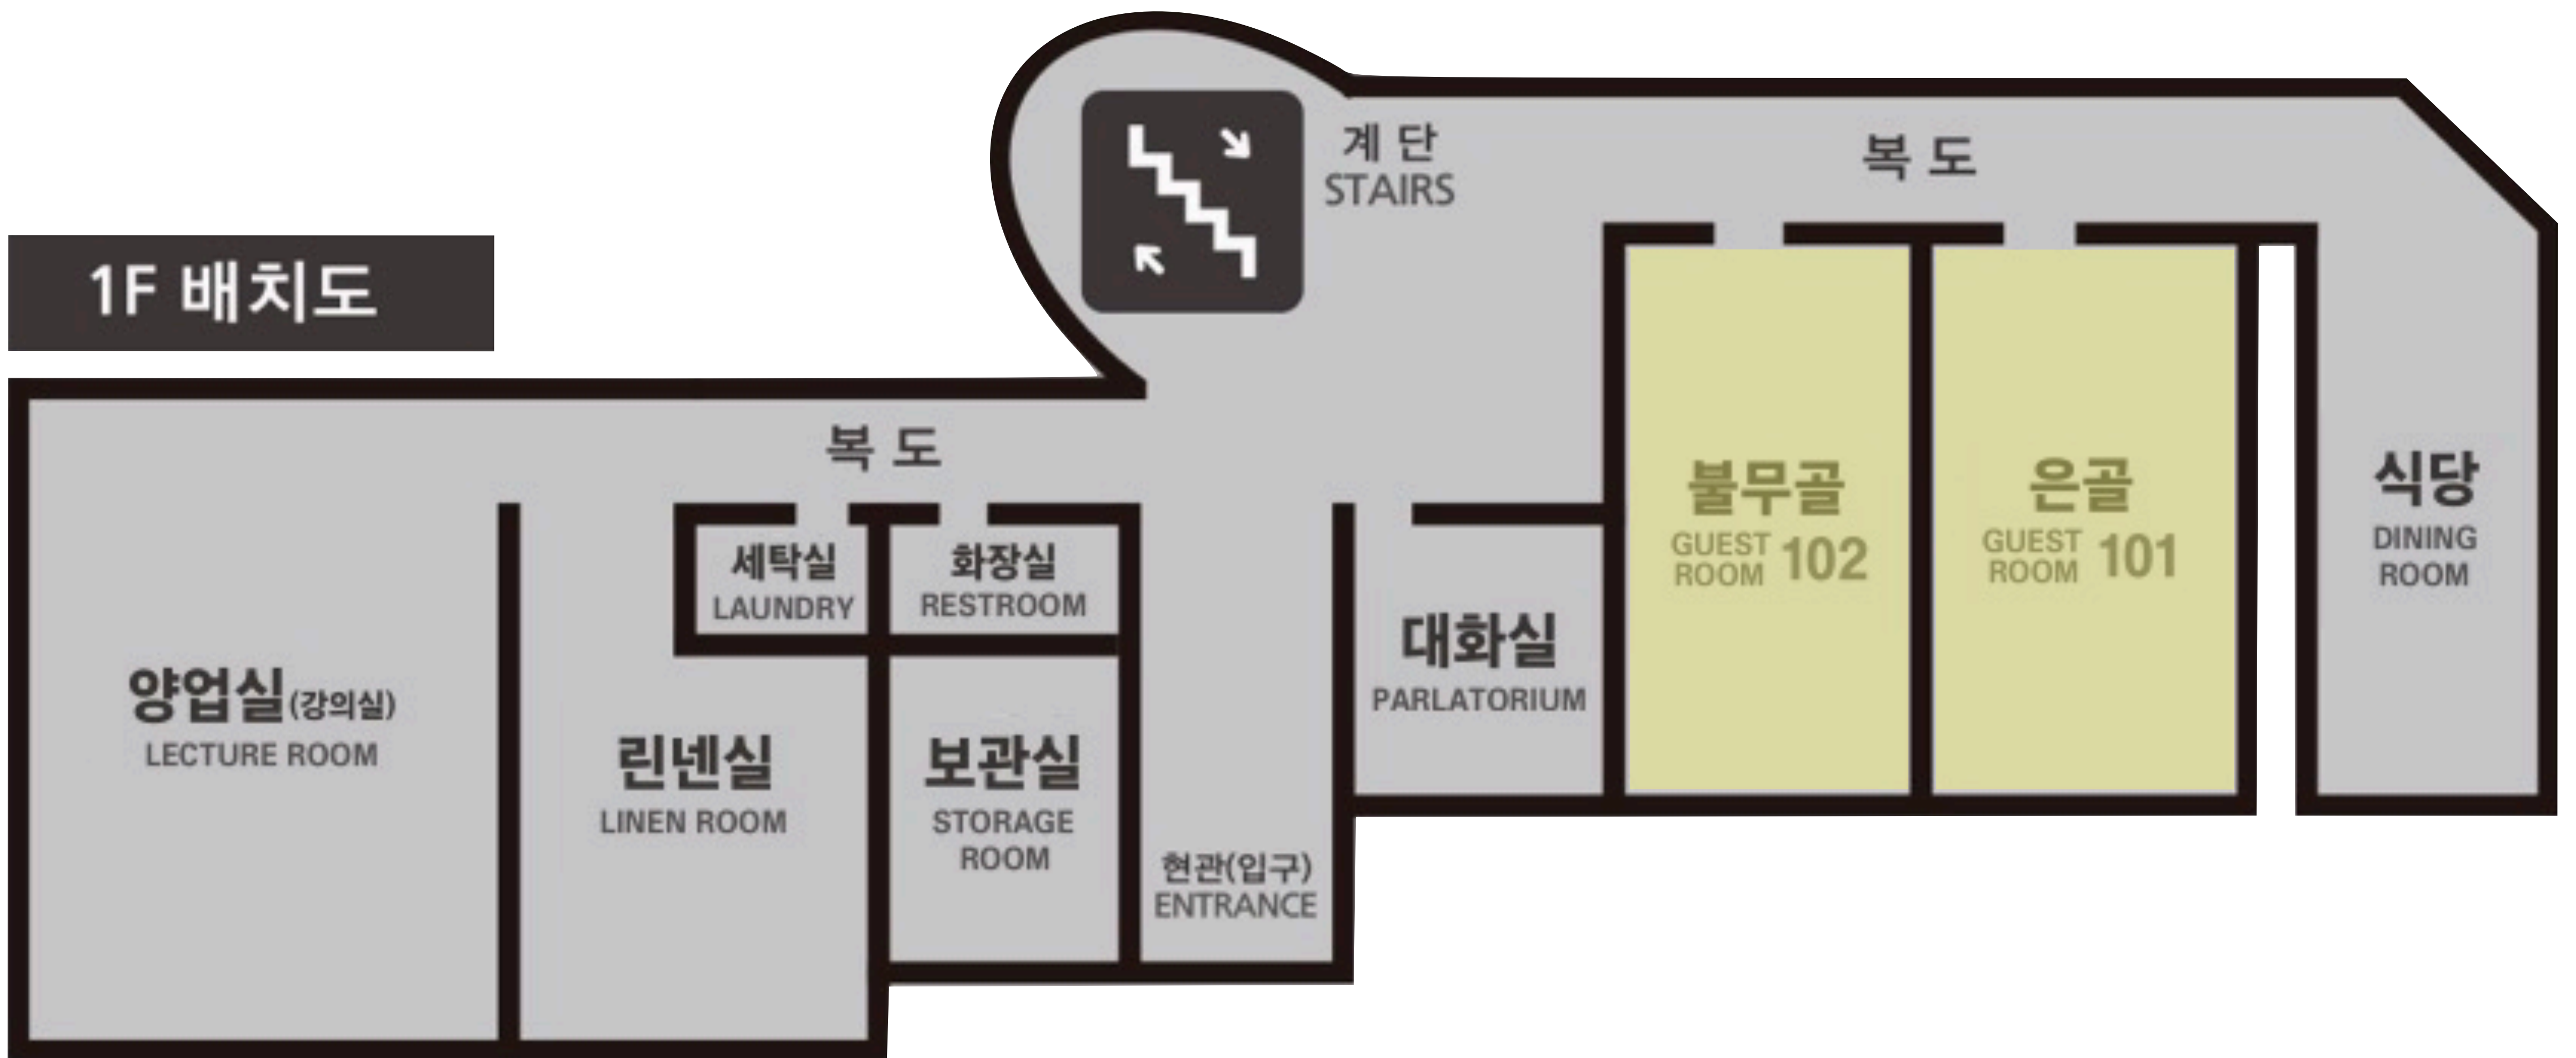 1F 배치도
계 단
STAIRS
복 도
복 도
양업실(강의실)
LECTURE ROOM
린넨실
LINEN ROOM
세탁실
LAUNDRY
화장실
RESTROOM
보관실
STORAGE
ROOM
현관(입구)
ENTRANCE
대화실
PARLATORIUM
불무골
GUEST
ROOM 102
은골
GUEST
ROOM 101
식당
DINING
ROOM